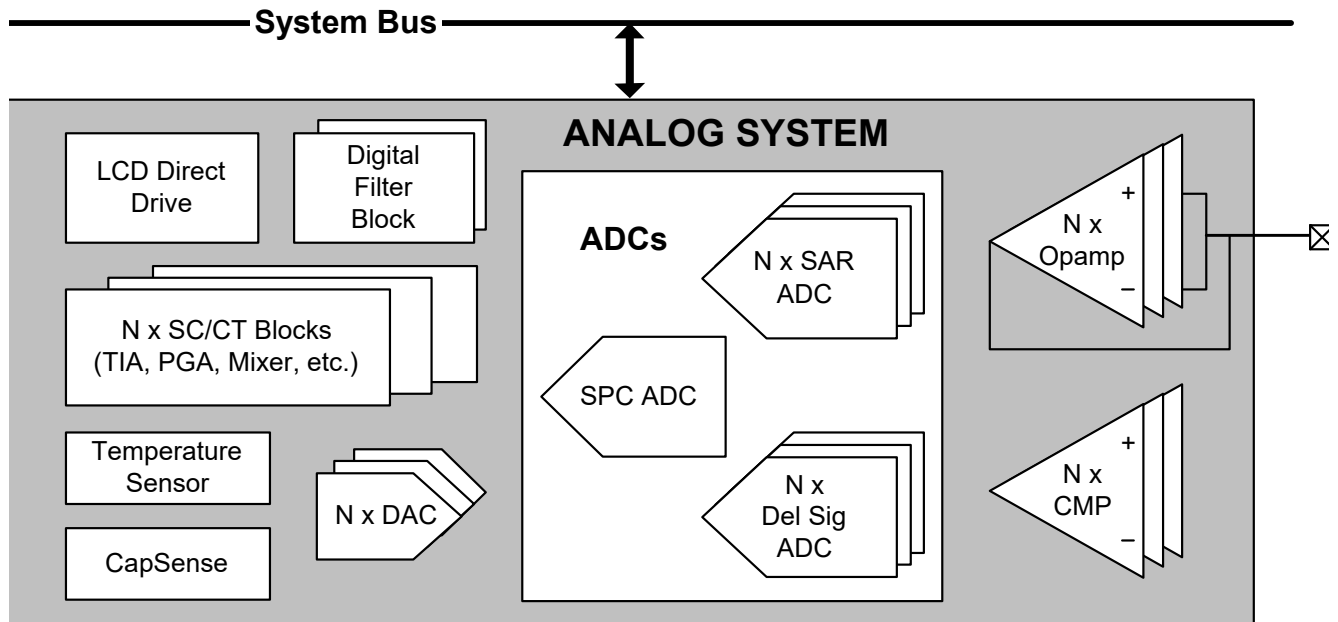 System Bus
ANALOG SYSTEM
LCD Direct
Drive
Digital
Filter
Block
ADCs
N x SAR
ADC
+
N x
Opamp
–
N x SC/CT Blocks
(TIA, PGA, Mixer, etc.)
SPC ADC
Temperature
Sensor
N x DAC
CapSense
N x
Del Sig
ADC
+
N x
CMP
–